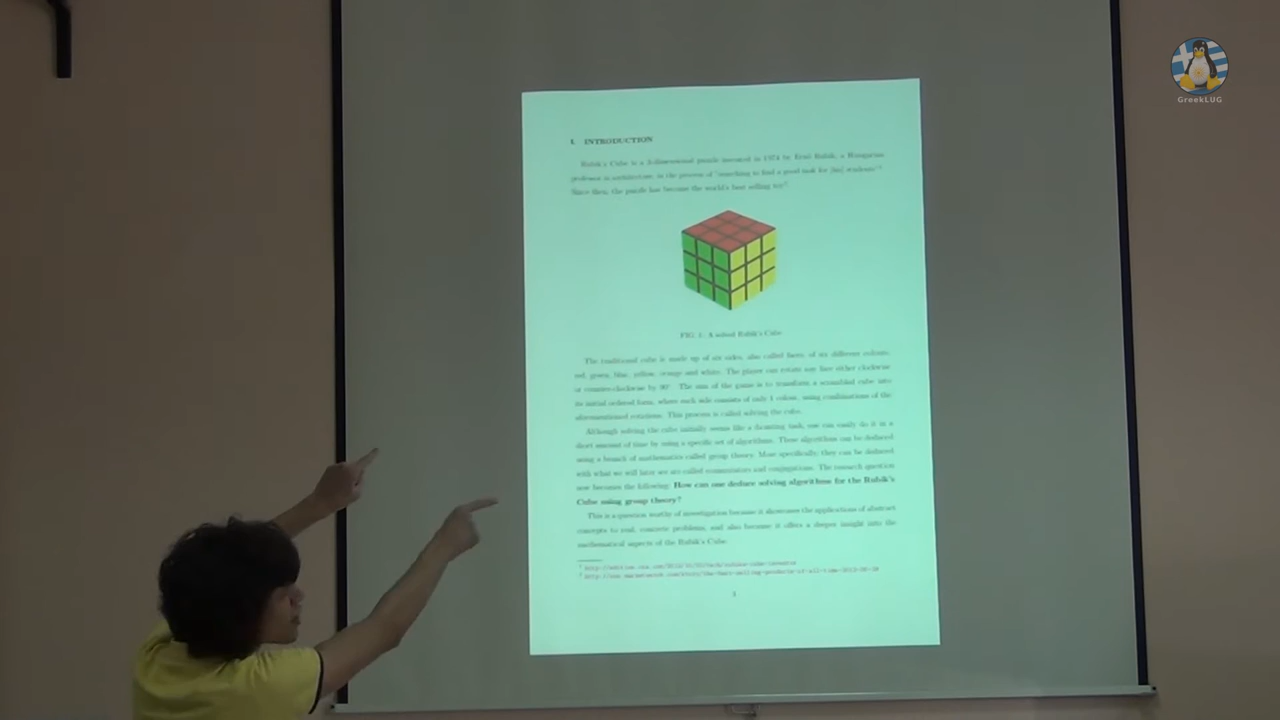 GreekLUG
I. INTRODUCTION
Rubik's Cube is a 3-dimensional puzzle invented in 1974 by Ernő Rubik, a Hungarian
professor in architecture, in the process of "searching to find a good task for [his] students"¹.
Since then, the puzzle has become the world's best selling toy².
FIG. 1: A solved Rubik's Cube
The traditional cube is made up of six sides, also called faces, of six different colours:
red, green, blue, yellow, orange and white. The player can rotate any face either clockwise
or counter-clockwise by 90°. The aim of the game is to transform a scrambled cube into
its initial ordered form, where each side consists of only 1 colour, using combinations of the
aforementioned rotations. This process is called solving the cube.
Although solving the cube initially seems like a daunting task, one can easily do it in a
short amount of time by using a specific set of algorithms. These algorithms can be deduced
using a branch of mathematics called group theory. More specifically, they can be deduced
with what we will later see are called commutators and conjugations. The research question
now becomes the following: How can one deduce solving algorithms for the Rubik's
Cube using group theory?
This is a question worthy of investigation because it showcases the applications of abstract
concepts to real, concrete problems, and also because it offers a deeper insight into the
mathematical aspects of the Rubik's Cube.
1